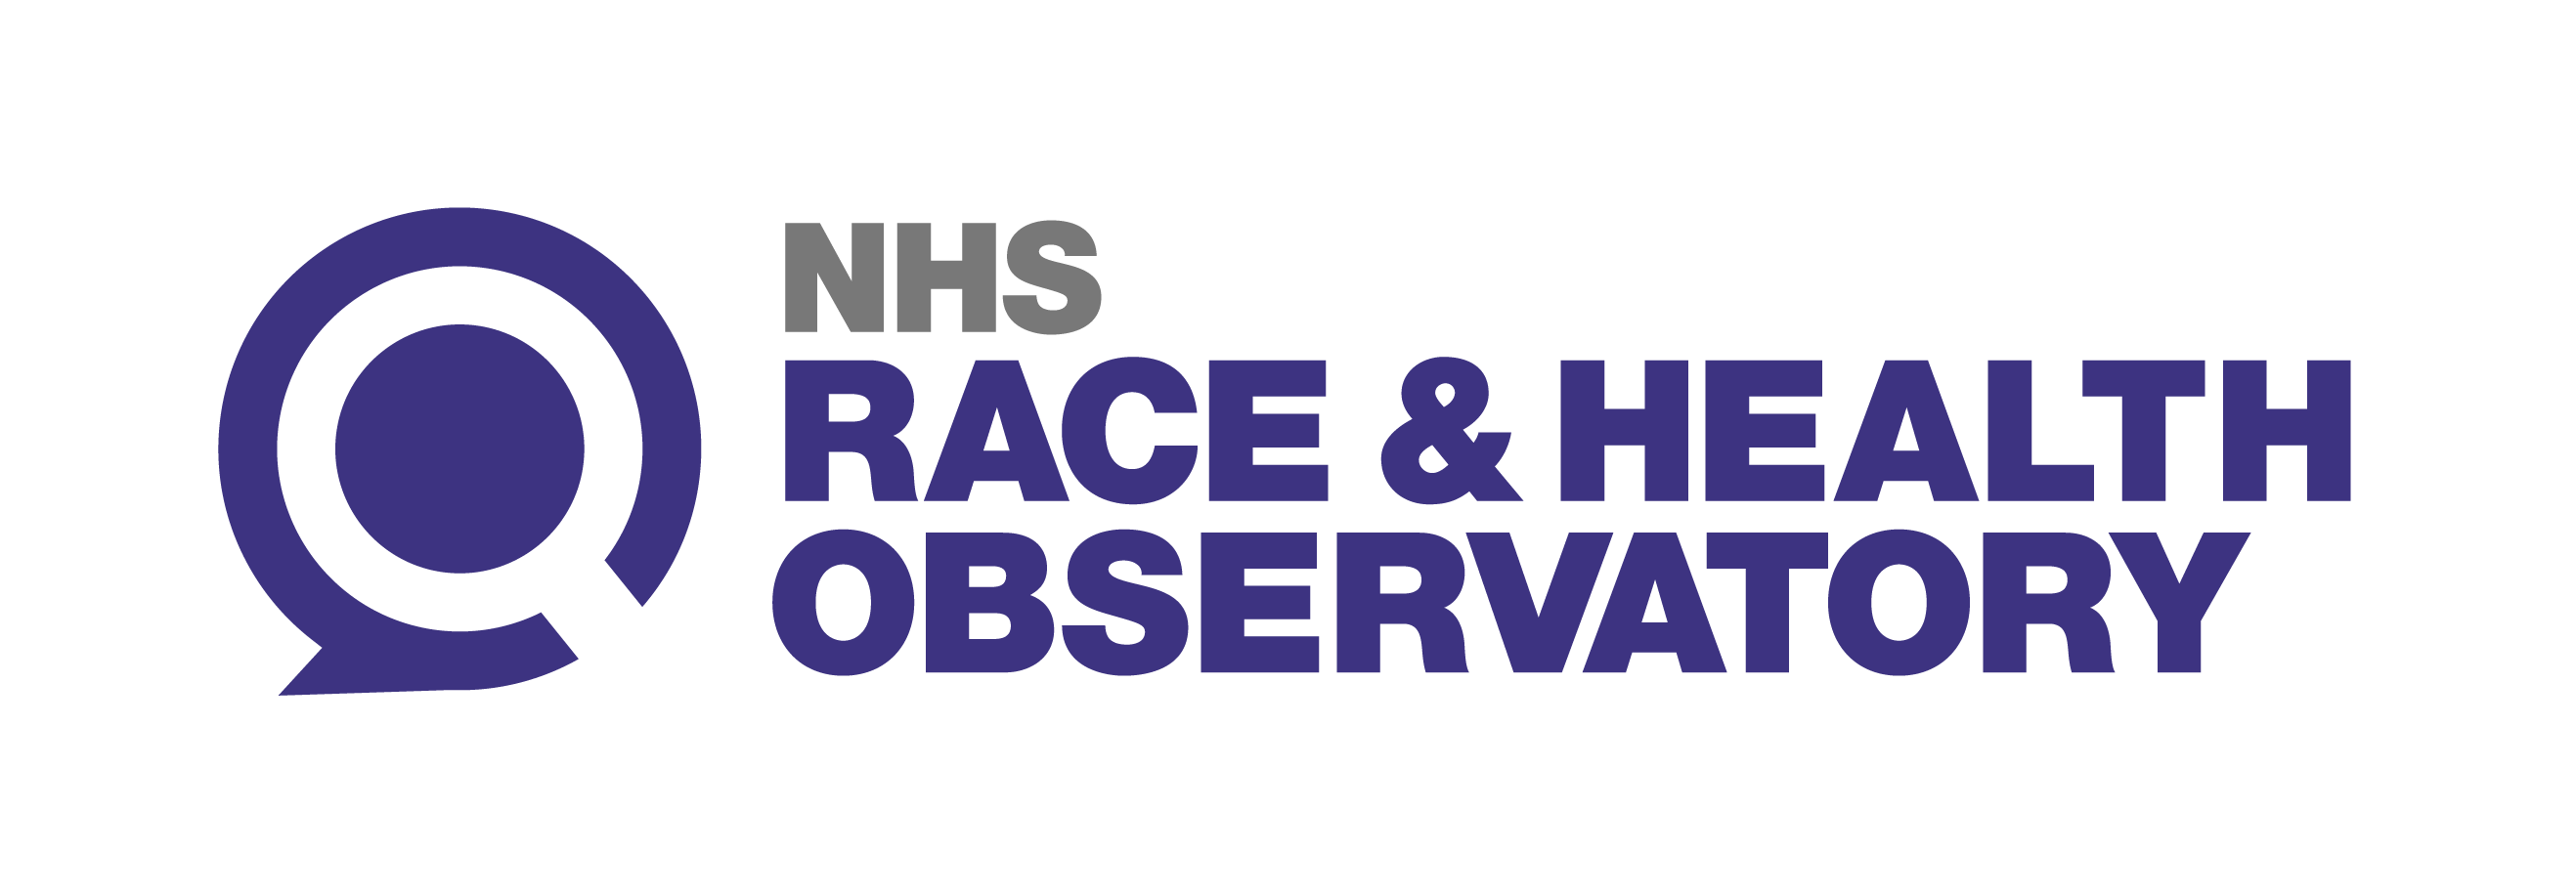 NHS
RACE & HEALTH
OBSERVATORY